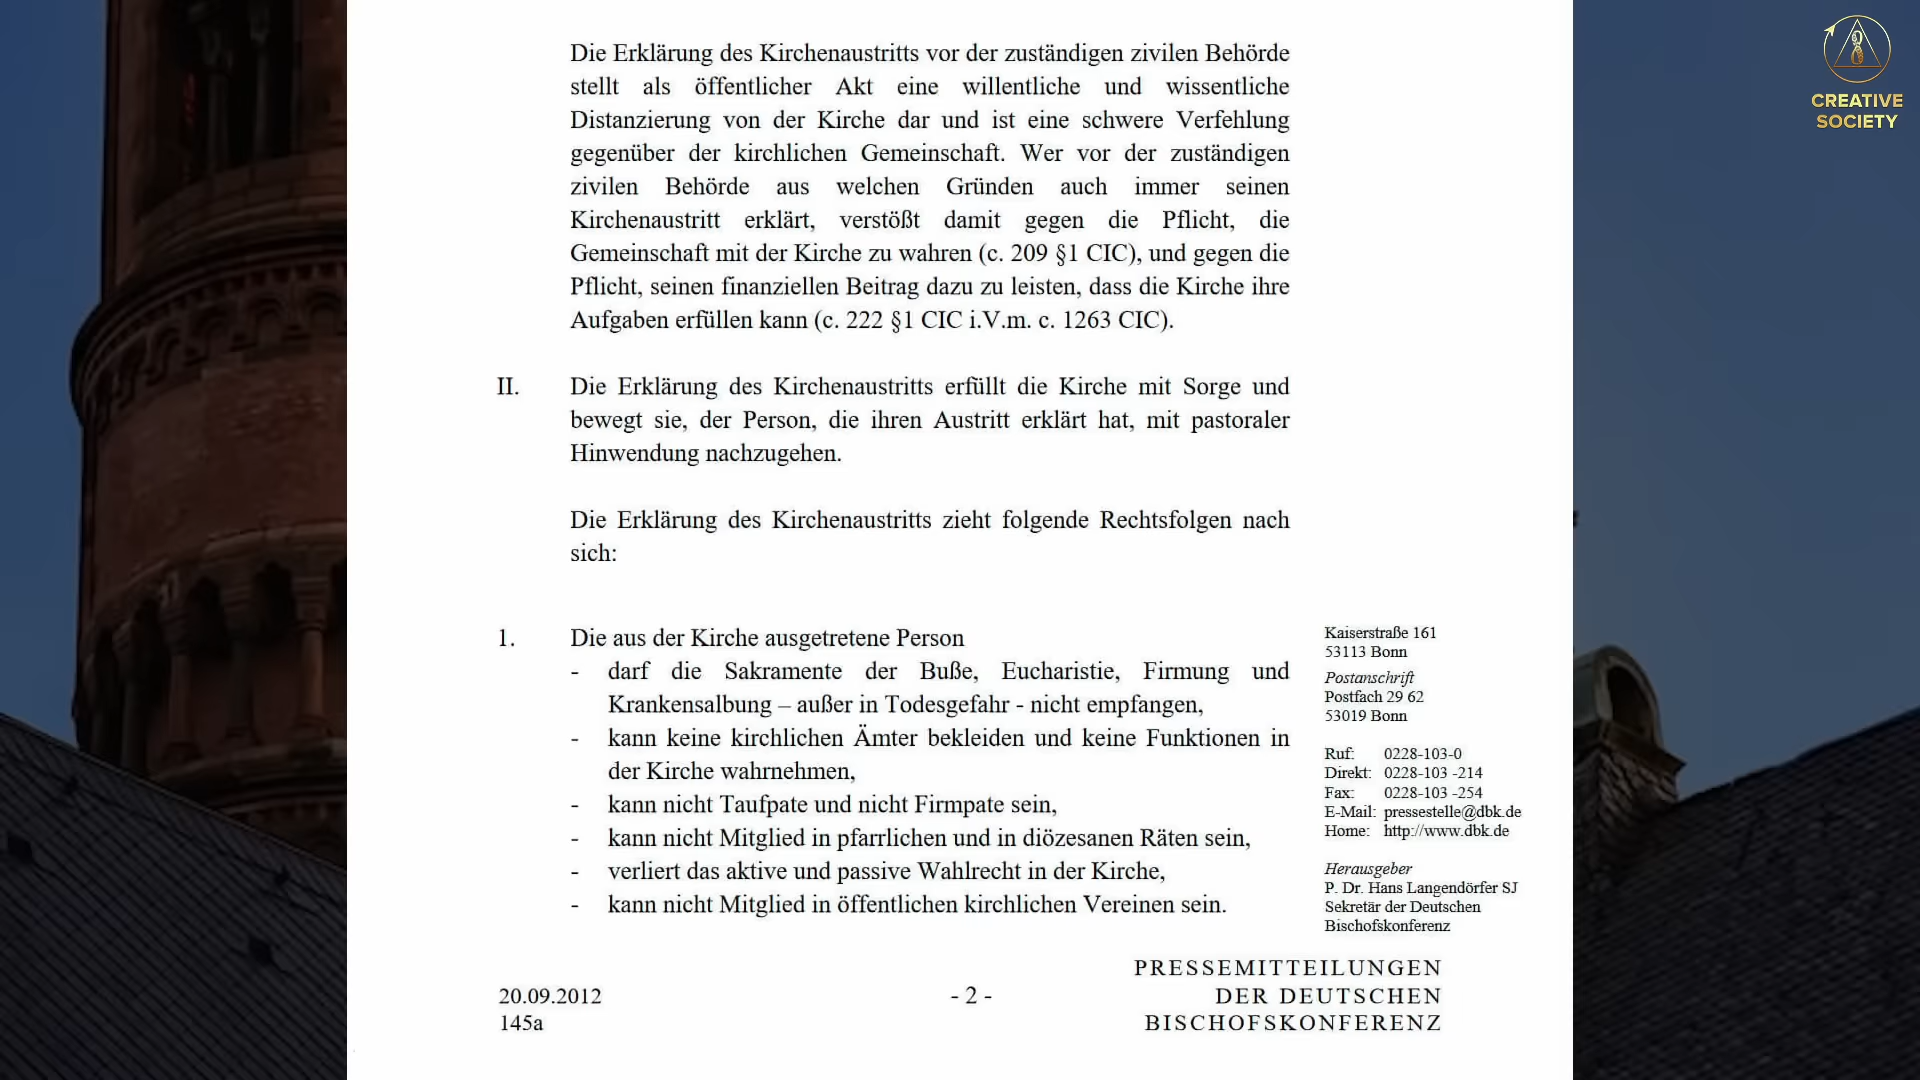 Die Erklärung des Kirchenaustritts vor der zuständigen zivilen Behörde
stellt als öffentlicher Akt eine willentliche und wissentliche
Distanzierung von der Kirche dar und ist eine schwere Verfehlung
gegenüber der kirchlichen Gemeinschaft. Wer vor der zuständigen
zivilen Behörde aus welchen Gründen auch immer seinen
Kirchenaustritt erklärt, verstößt damit gegen die Pflicht, die
Gemeinschaft mit der Kirche zu wahren (c. 209 §1 CIC), und gegen die
Pflicht, seinen finanziellen Beitrag dazu zu leisten, dass die Kirche ihre
Aufgaben erfüllen kann (c. 222 §1 CIC i.V.m. c. 1263 CIC).
II. Die Erklärung des Kirchenaustritts erfüllt die Kirche mit Sorge und
bewegt sie, der Person, die ihren Austritt erklärt hat, mit pastoraler
Hinwendung nachzugehen.
Die Erklärung des Kirchenaustritts zieht folgende Rechtsfolgen nach
sich:
1. Die aus der Kirche ausgetretene Person
- darf die Sakramente der Buße, Eucharistie, Firmung und
Krankensalbung – außer in Todesgefahr - nicht empfangen,
- kann keine kirchlichen Ämter bekleiden und keine Funktionen in
der Kirche wahrnehmen,
- kann nicht Taufpate und nicht Firmpate sein,
- kann nicht Mitglied in pfarrlichen und in diözesanen Räten sein,
- verliert das aktive und passive Wahlrecht in der Kirche,
- kann nicht Mitglied in öffentlichen kirchlichen Vereinen sein.
Kaiserstraße 161
53113 Bonn
Postanschrift
Postfach 29 62
53019 Bonn
Ruf: 0228-103-0
Direkt: 0228-103 -214
Fax: 0228-103 -254
E-Mail: pressestelle@dbk.de
Home: http://www.dbk.de
Herausgeber
P. Dr. Hans Langendörfer SJ
Sekretär der Deutschen
Bischofskonferenz
20.09.2012
145a
- 2 -
PRESSEMITTEILUNGEN
DER DEUTSCHEN
BISCHOFSKONFERENZ
CREATIVE
SOCIETY